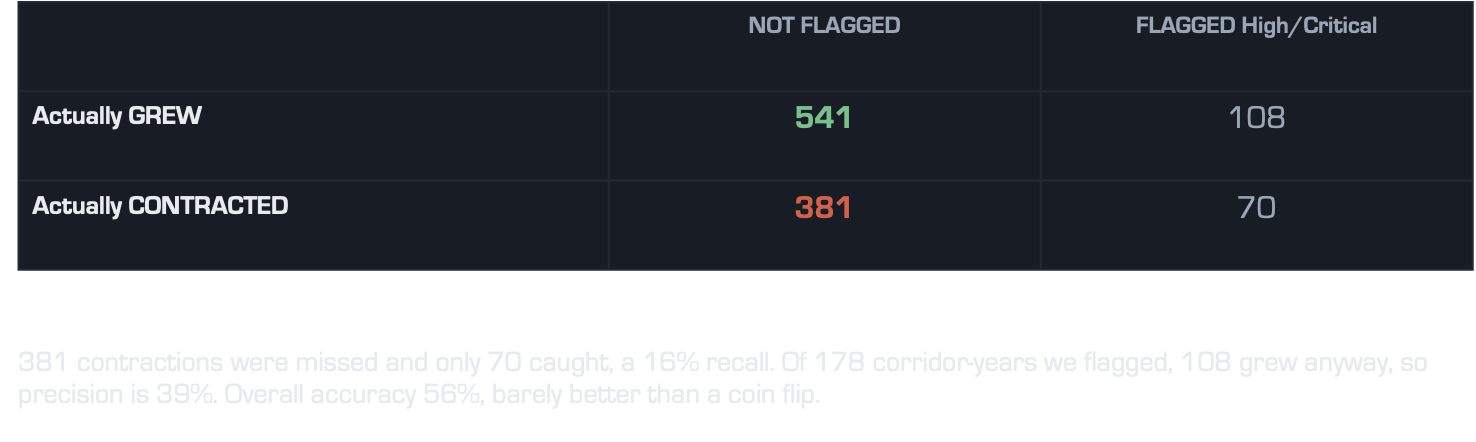 NOT FLAGGED FLAGGED High/Critical
Actually GREW 541 108
Actually CONTRACTED 381 70
381 contractions were missed and only 70 caught, a 16% recall. Of 178 corridor-years we flagged, 108 grew anyway, so
precision is 39%. Overall accuracy 56%, barely better than a coin flip.